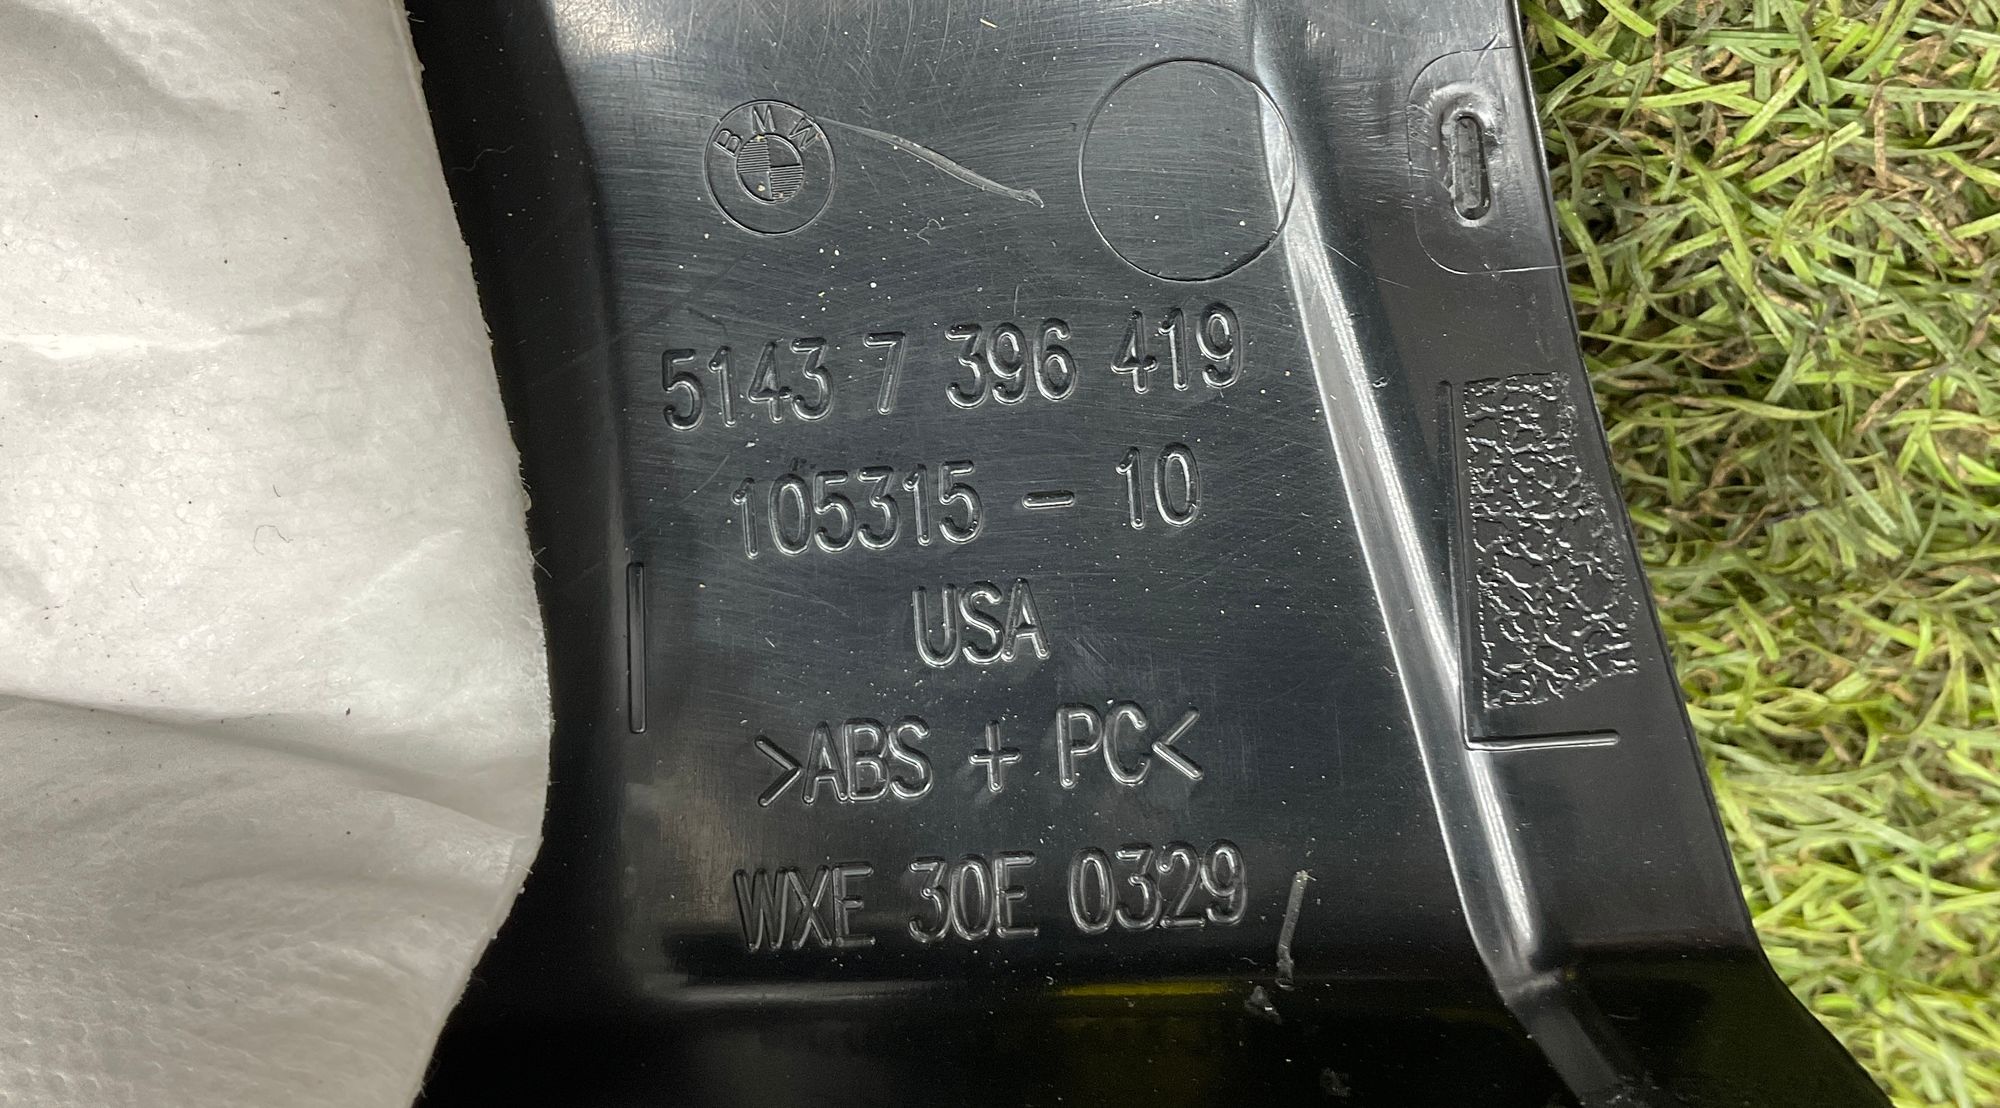 BMW
5143 7 396 419
105315 - 10
USA
>ABS + PC<
WXE 30E 0329